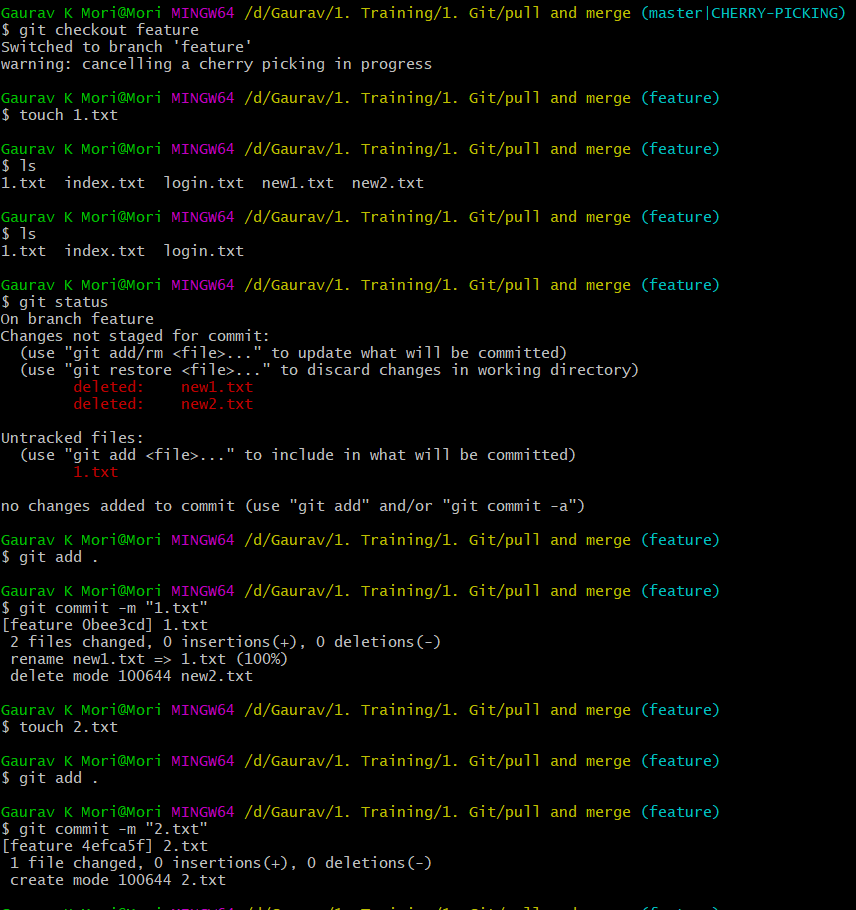 Gaurav K Mori@Mori MINGW64 /d/Gaurav/1. Training/1. Git/pull and merge (master|CHERRY-PICKING)
$ git checkout feature
Switched to branch 'feature'
warning: cancelling a cherry picking in progress
Gaurav K Mori@Mori MINGW64 /d/Gaurav/1. Training/1. Git/pull and merge (feature)
$ touch 1.txt
Gaurav K Mori@Mori MINGW64 /d/Gaurav/1. Training/1. Git/pull and merge (feature)
$ ls
1.txt  index.txt  login.txt  new1.txt  new2.txt
Gaurav K Mori@Mori MINGW64 /d/Gaurav/1. Training/1. Git/pull and merge (feature)
$ ls
1.txt  index.txt  login.txt
Gaurav K Mori@Mori MINGW64 /d/Gaurav/1. Training/1. Git/pull and merge (feature)
$ git status
On branch feature
Changes not staged for commit:
  (use "git add/rm <file>..." to update what will be committed)
  (use "git restore <file>..." to discard changes in working directory)
        deleted:    new1.txt
        deleted:    new2.txt
Untracked files:
  (use "git add <file>..." to include in what will be committed)
        1.txt
no changes added to commit (use "git add" and/or "git commit -a")
Gaurav K Mori@Mori MINGW64 /d/Gaurav/1. Training/1. Git/pull and merge (feature)
$ git add .
Gaurav K Mori@Mori MINGW64 /d/Gaurav/1. Training/1. Git/pull and merge (feature)
$ git commit -m "1.txt"
[feature 0bee3cd] 1.txt
 2 files changed, 0 insertions(+), 0 deletions(-)
 rename new1.txt => 1.txt (100%)
 delete mode 100644 new2.txt
Gaurav K Mori@Mori MINGW64 /d/Gaurav/1. Training/1. Git/pull and merge (feature)
$ touch 2.txt
Gaurav K Mori@Mori MINGW64 /d/Gaurav/1. Training/1. Git/pull and merge (feature)
$ git add .
Gaurav K Mori@Mori MINGW64 /d/Gaurav/1. Training/1. Git/pull and merge (feature)
$ git commit -m "2.txt"
[feature 4efca5f] 2.txt
 1 file changed, 0 insertions(+), 0 deletions(-)
 create mode 100644 2.txt